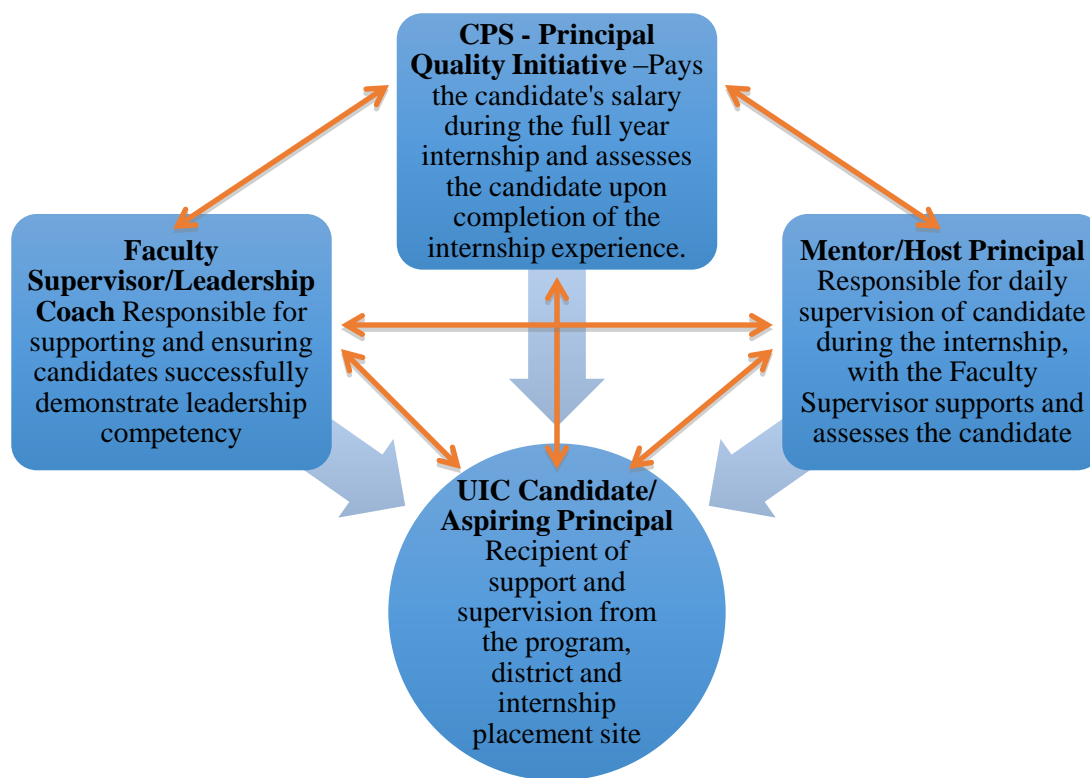 CPS - Principal
Quality Initiative –Pays
the candidate's salary
during the full year
internship and assesses
the candidate upon
completion of the
internship experience.
Faculty
Supervisor/Leadership
Coach Responsible for
supporting and ensuring
candidates successfully
demonstrate leadership
competency
Mentor/Host Principal
Responsible for daily
supervision of candidate
during the internship,
with the Faculty
Supervisor supports and
assesses the candidate
UIC Candidate/
Aspiring Principal
Recipient of
support and
supervision from
the program,
district and
internship
placement site